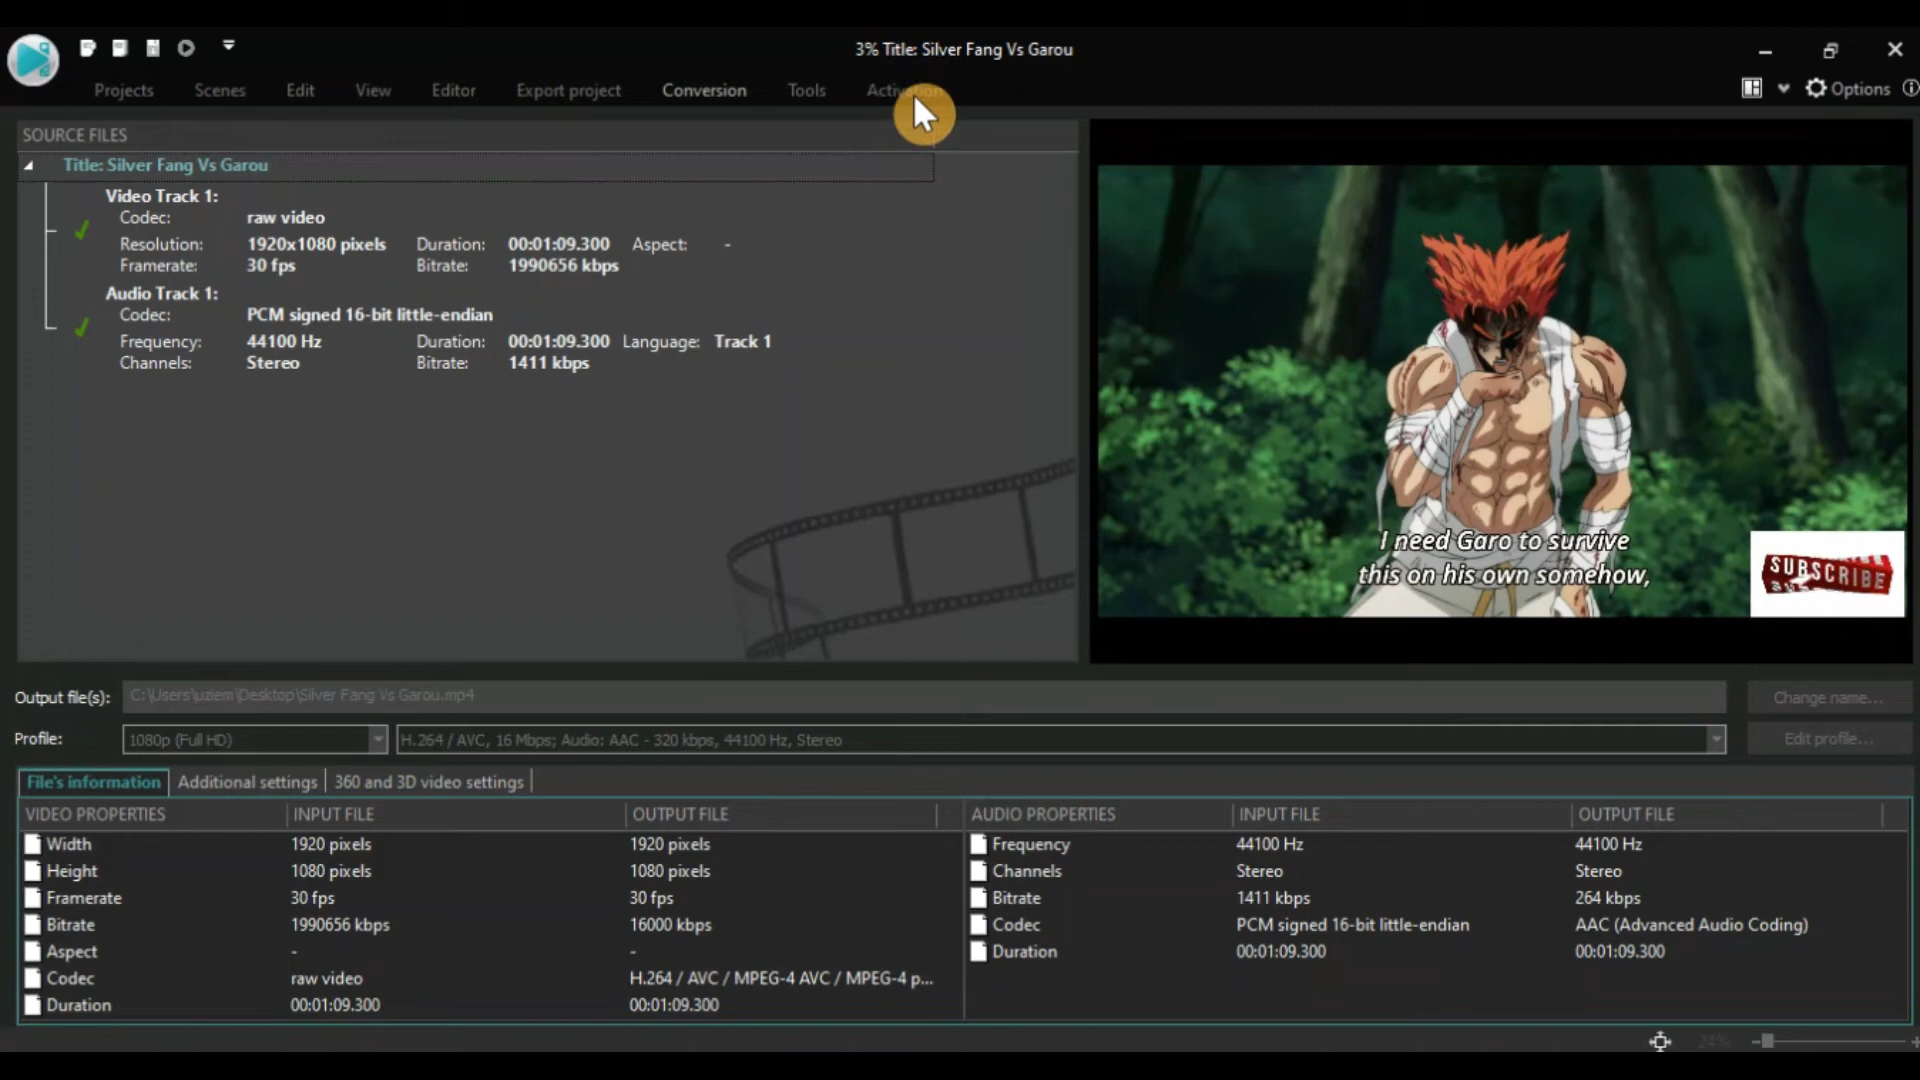 3% Title: Silver Fang Vs Garou
Projects Scenes Edit View Editor Export project Conversion Tools Activation Options
SOURCE FILES
Title: Silver Fang Vs Garou
Video Track 1:
Codec: raw video
Resolution: 1920x1080 pixels Duration: 00:01:09.300 Aspect: -
Framerate: 30 fps Bitrate: 1990656 kbps
Audio Track 1:
Codec: PCM signed 16-bit little-endian
Frequency: 44100 Hz Duration: 00:01:09.300 Language: Track 1
Channels: Stereo Bitrate: 1411 kbps
I need Garo to survive
this on his own somehow,
SUBSCRIBE
Output file(s): C:\Users\uziem\Desktop\Silver Fang Vs Garou.mp4 Change name...
Profile: 1080p (Full HD) H.264 / AVC, 16 Mbps; Audio: AAC - 320 kbps, 44100 Hz, Stereo Edit profile...
File's information Additional settings 360 and 3D video settings
VIDEO PROPERTIES INPUT FILE OUTPUT FILE AUDIO PROPERTIES INPUT FILE OUTPUT FILE
Width 1920 pixels 1920 pixels Frequency 44100 Hz 44100 Hz
Height 1080 pixels 1080 pixels Channels Stereo Stereo
Framerate 30 fps 30 fps Bitrate 1411 kbps 264 kbps
Bitrate 1990656 kbps 16000 kbps Codec PCM signed 16-bit little-endian AAC (Advanced Audio Coding)
Aspect - - Duration 00:01:09.300 00:01:09.300
Codec raw video H.264 / AVC / MPEG-4 AVC / MPEG-4 p...
Duration 00:01:09.300 00:01:09.300
24%